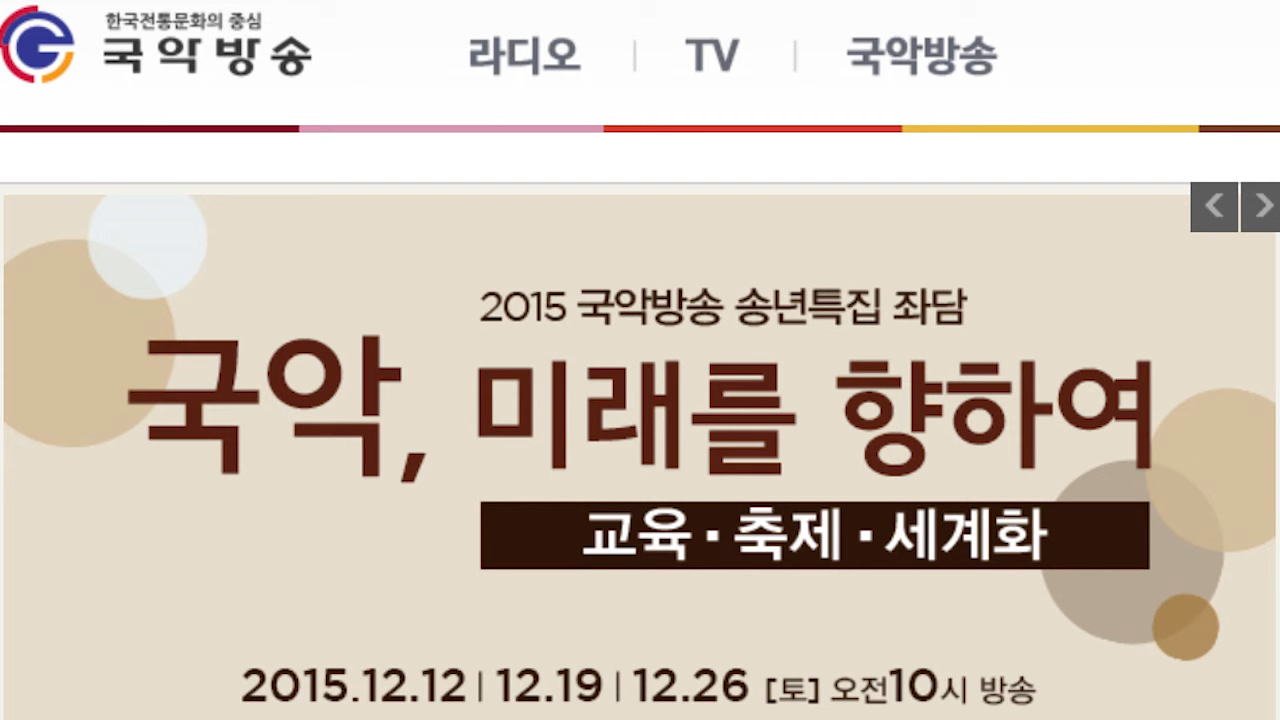 한국전통문화의 중심
국악방송
라디오 | TV | 국악방송
2015 국악방송 송년특집 좌담
국악, 미래를 향하여
교육·축제·세계화
2015.12.12 | 12.19 | 12.26 [토] 오전10시 방송